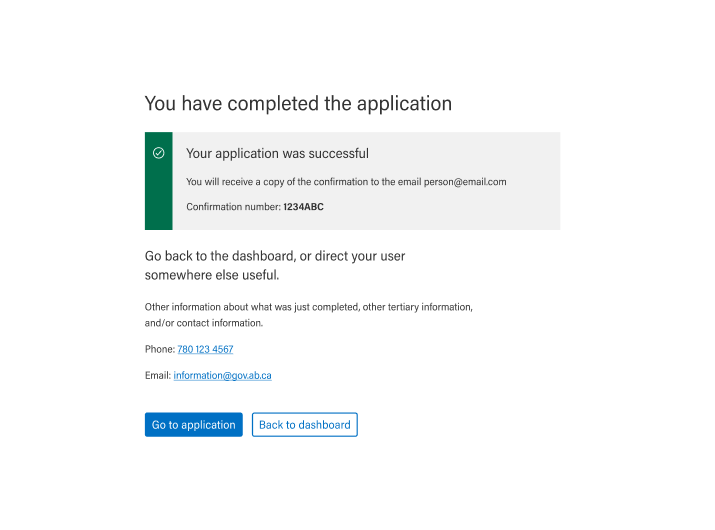 You have completed the application
Your application was successful
You will receive a copy of the confirmation to the email person@email.com
Confirmation number: 1234ABC
Go back to the dashboard, or direct your user
somewhere else useful.
Other information about what was just completed, other tertiary information,
and/or contact information.
Phone: 780 123 4567
Email: information@gov.ab.ca
Go to application
Back to dashboard